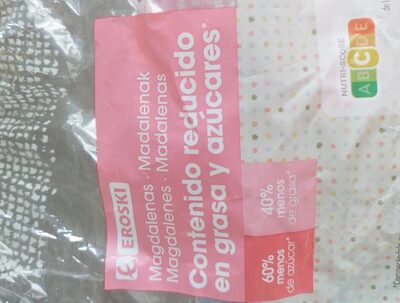 EROSKI
Magdalenas · Madalenak
Magdalenes · Madalenas
Contenido reducido
en grasa y azúcares*
40%
menos
de grasa*
60%
menos
de azúcar*
NUTRI-SCORE
A B C D E